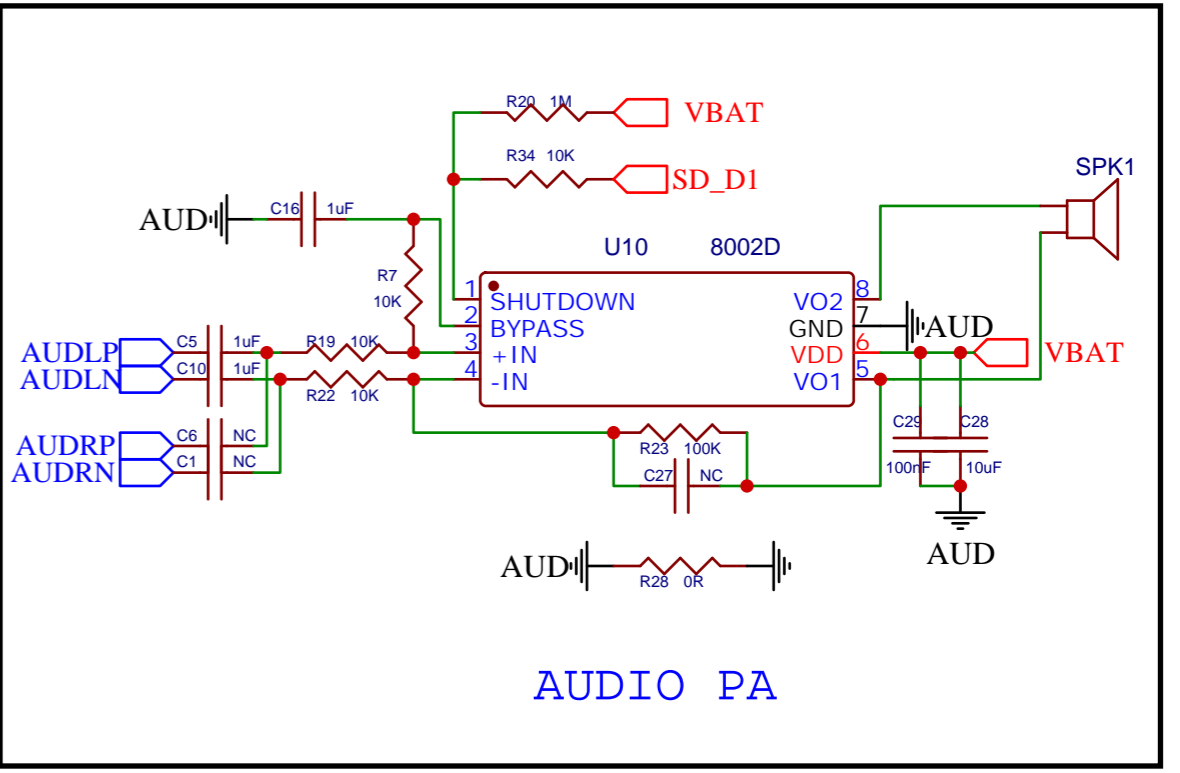 R20 1M VBAT
R34 10K SD_D1
SPK1
AUD C16 1uF
U10 8002D
R7
10K
1 SHUTDOWN VO2 8
2 BYPASS GND 7 AUD
AUDLP C5 1uF R19 10K 3 +IN VDD 6 VBAT
AUDLN C10 1uF R22 10K 4 -IN VO1 5
AUDRP C6 NC
AUDRN C1 NC
R23 100K
C27 NC
C29 C28
100nF 10uF
AUD
AUD R28 0R
AUDIO PA